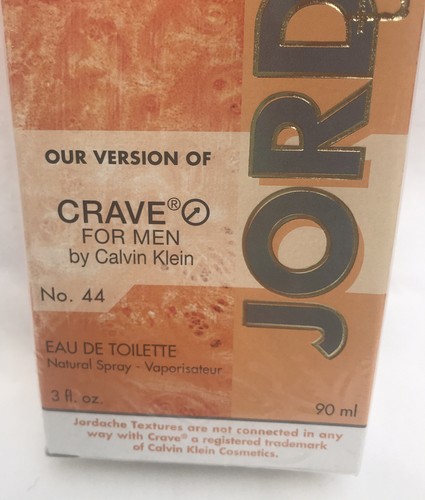 JORD
OUR VERSION OF
CRAVE®
FOR MEN
by Calvin Klein
No. 44
EAU DE TOILETTE
Natural Spray - Vaporisateur
3 fl. oz.
90 ml
Jordache Textures are not connected in any
way with Crave® a registered trademark
of Calvin Klein Cosmetics.